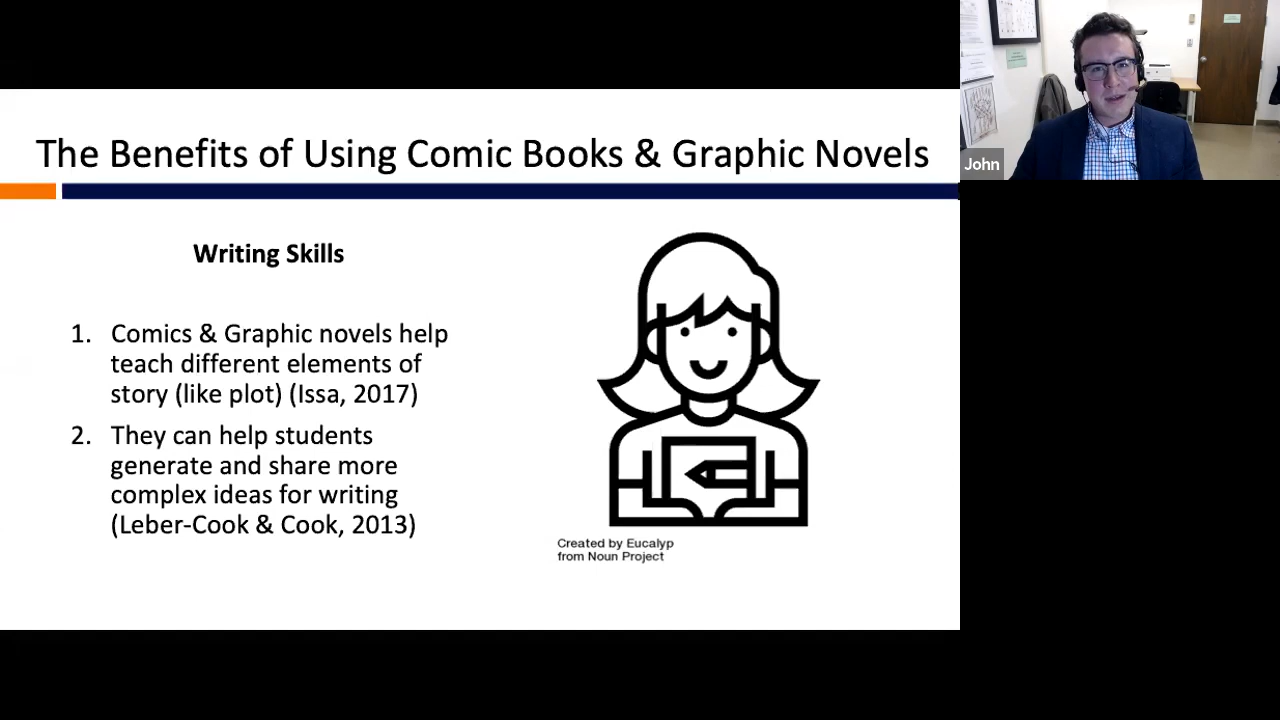 The Benefits of Using Comic Books & Graphic Novels
Writing Skills
1. Comics & Graphic novels help
teach different elements of
story (like plot) (Issa, 2017)
2. They can help students
generate and share more
complex ideas for writing
(Leber-Cook & Cook, 2013)
Created by Eucalyp
from Noun Project
John